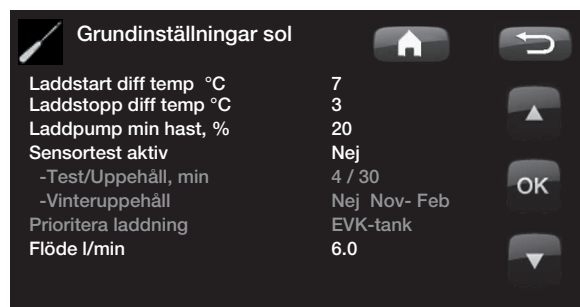 Grundinställningar sol
Laddstart diff temp °C 7
Laddstopp diff temp °C 3
Laddpump min hast, % 20
Sensortest aktiv Nej
-Test/Uppehåll, min 4 / 30
-Vinteruppehåll Nej Nov- Feb
Prioritera laddning EVK-tank
Flöde l/min 6.0
OK